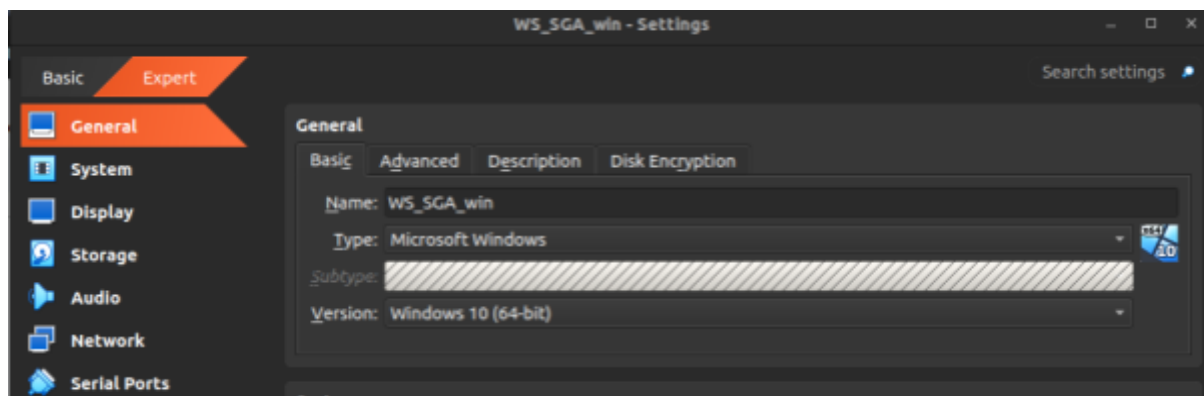 WS_SGA_win - Settings
Basic Expert
Search settings
General
System
Display
Storage
Audio
Network
Serial Ports
General
Basic Advanced Description Disk Encryption
Name: WS_SGA_win
Type: Microsoft Windows
Subtype:
Version: Windows 10 (64-bit)